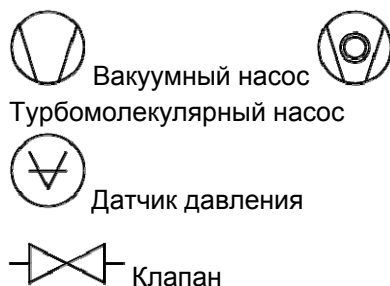 Вакуумный насос
Турбомолекулярный насос
Датчик давления
Клапан